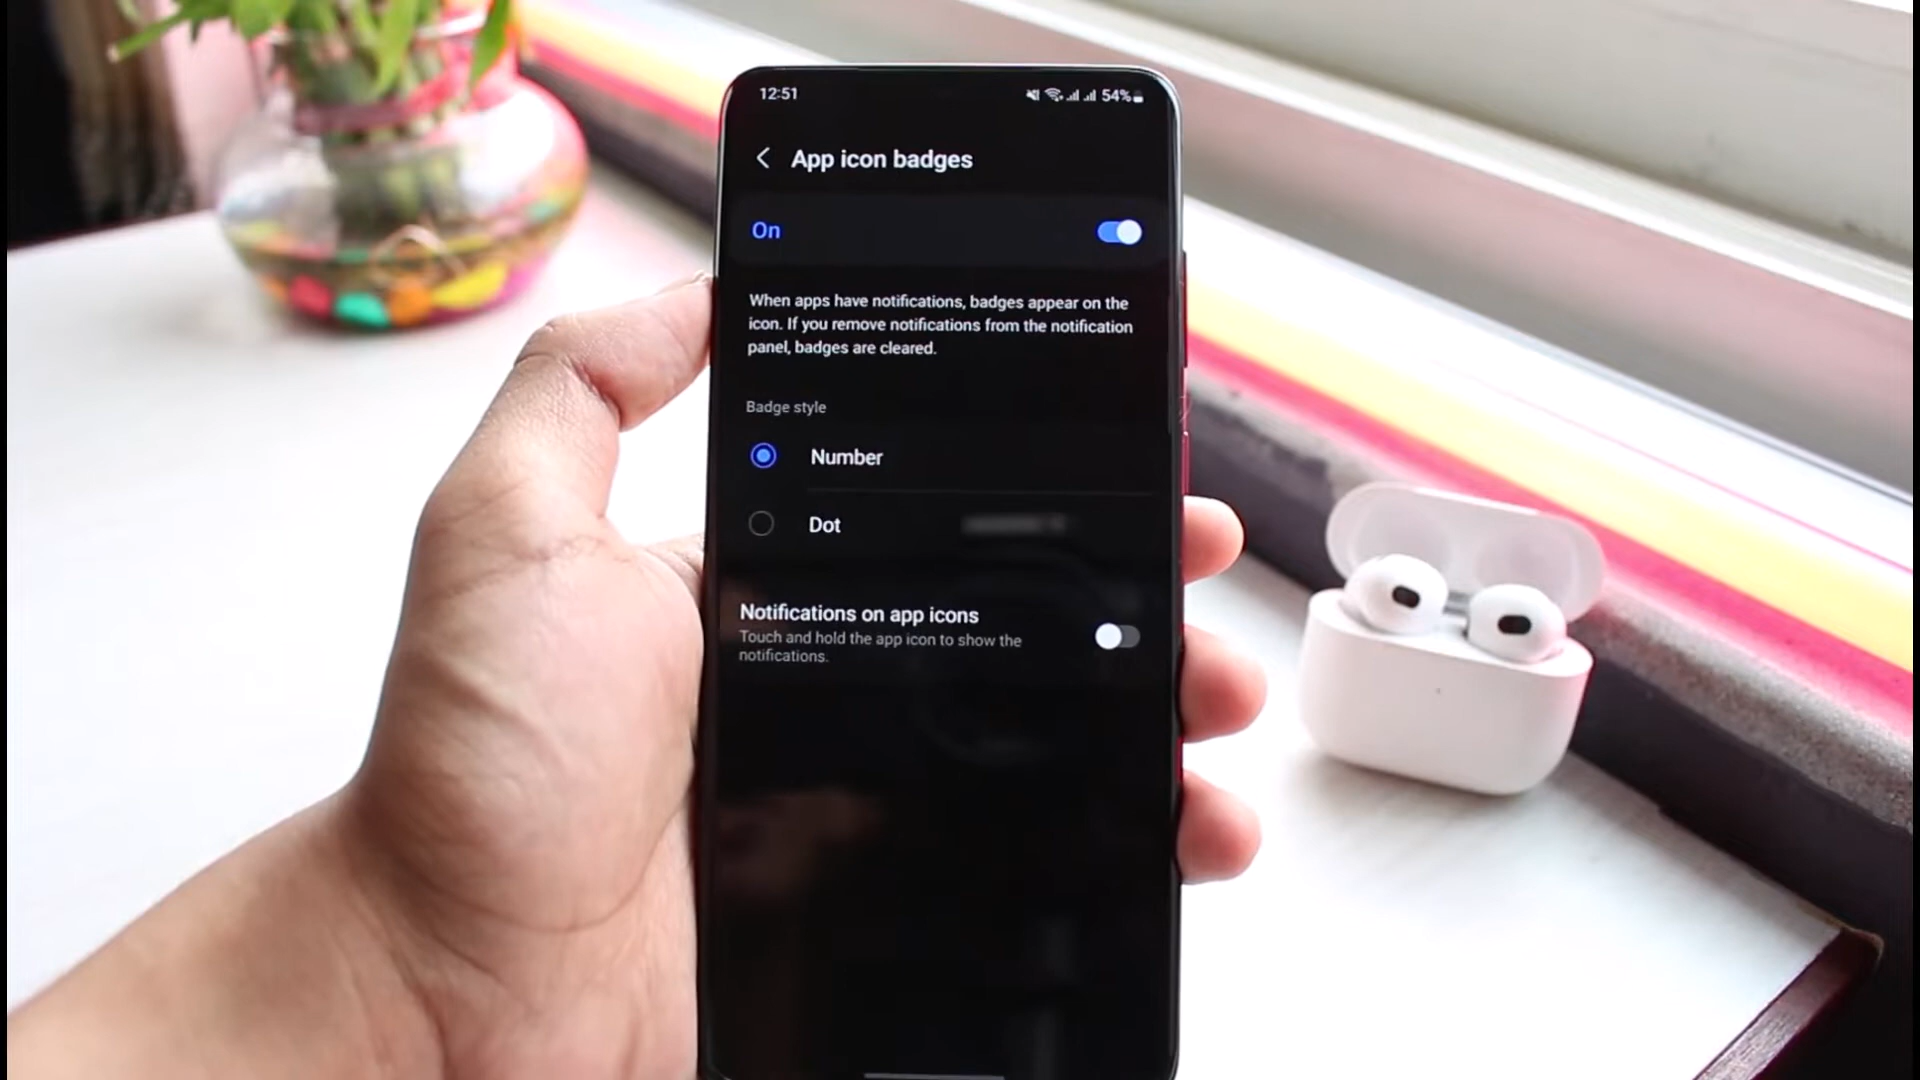 12:51 54%
App icon badges
On
When apps have notifications, badges appear on the
icon. If you remove notifications from the notification
panel, badges are cleared.
Badge style
Number
Dot
Notifications on app icons
Touch and hold the app icon to show the
notifications.